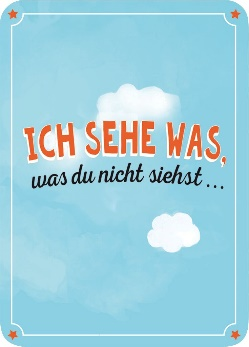 ICH SEHE WAS,
was du nicht siehst ...